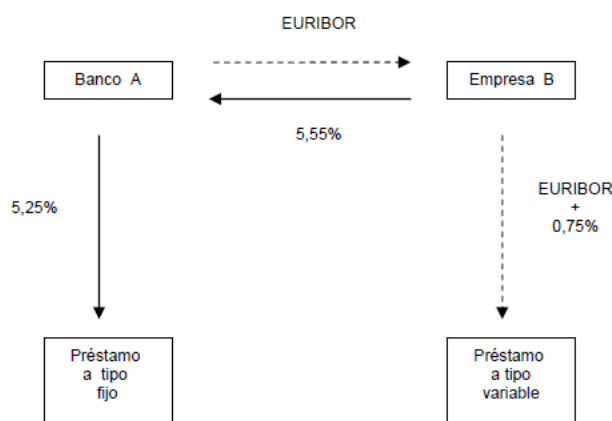 EURIBOR
Banco A
Empresa B
5,55%
5,25%
EURIBOR
+
0,75%
Préstamo
a tipo
fijo
Préstamo
a tipo
variable